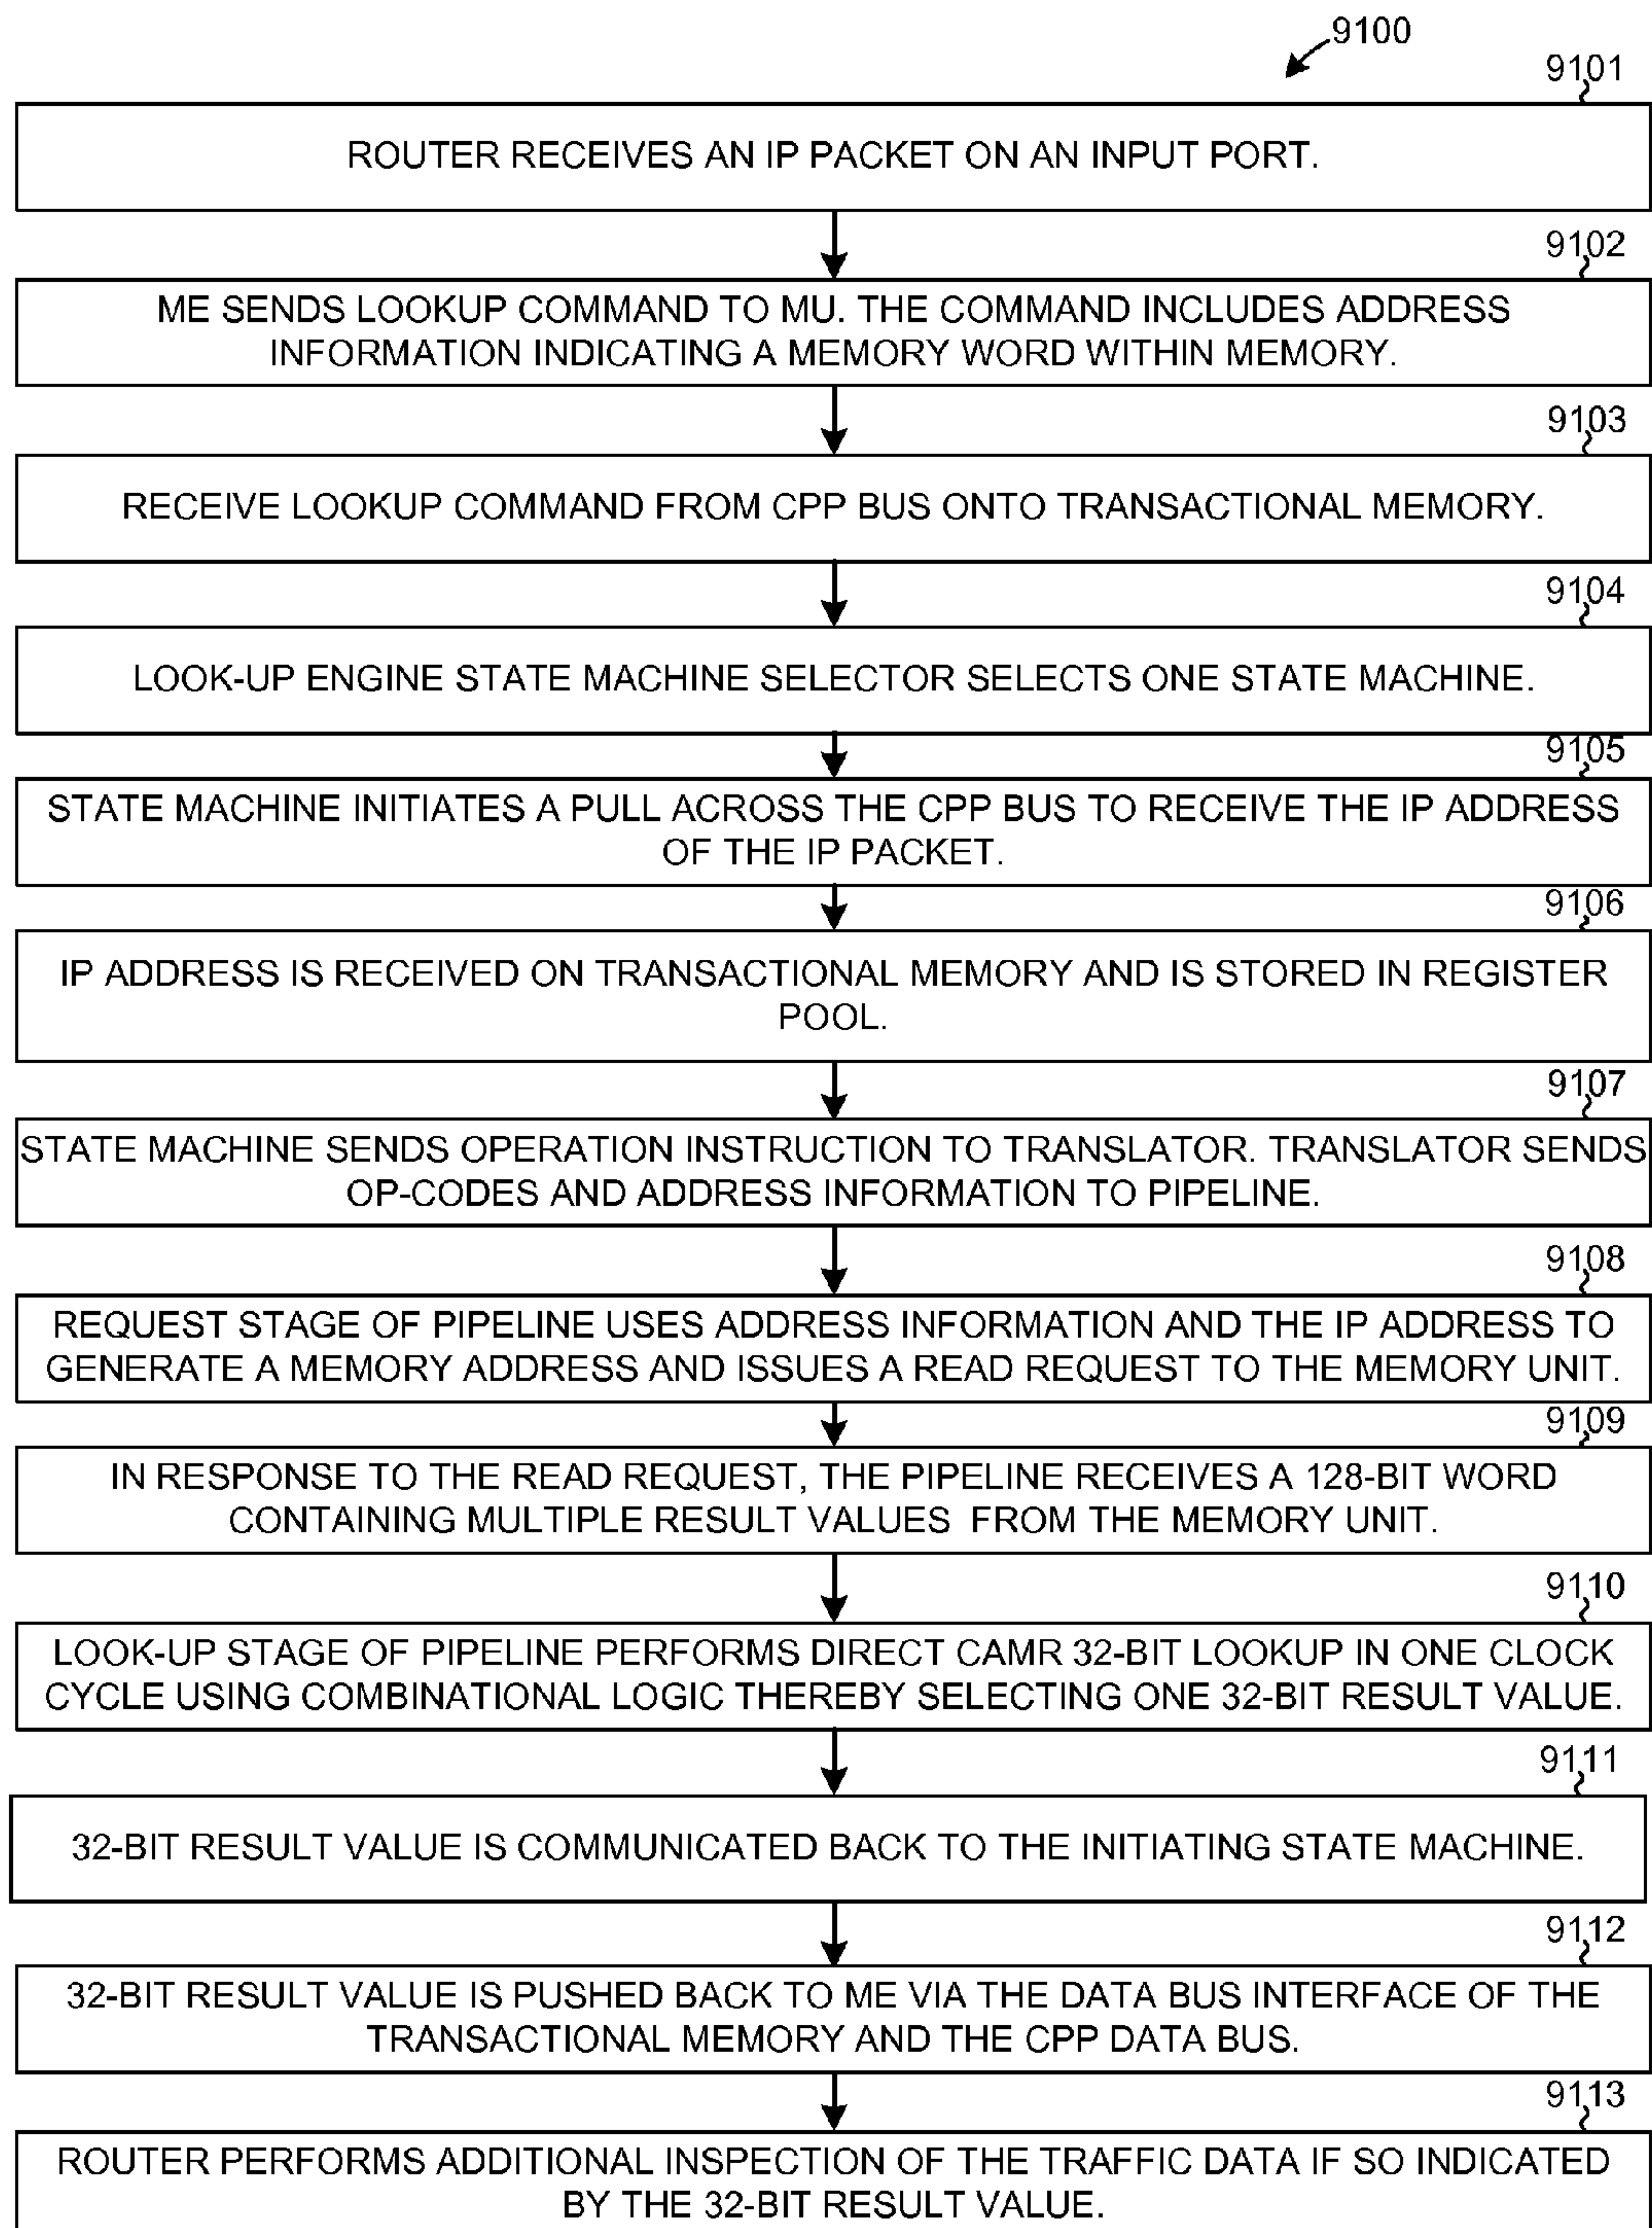 9100
9101
ROUTER RECEIVES AN IP PACKET ON AN INPUT PORT.
9102
ME SENDS LOOKUP COMMAND TO MU. THE COMMAND INCLUDES ADDRESS
INFORMATION INDICATING A MEMORY WORD WITHIN MEMORY.
9103
RECEIVE LOOKUP COMMAND FROM CPP BUS ONTO TRANSACTIONAL MEMORY.
9104
LOOK-UP ENGINE STATE MACHINE SELECTOR SELECTS ONE STATE MACHINE.
9105
STATE MACHINE INITIATES A PULL ACROSS THE CPP BUS TO RECEIVE THE IP ADDRESS
OF THE IP PACKET.
9106
IP ADDRESS IS RECEIVED ON TRANSACTIONAL MEMORY AND IS STORED IN REGISTER
POOL.
9107
STATE MACHINE SENDS OPERATION INSTRUCTION TO TRANSLATOR. TRANSLATOR SENDS
OP-CODES AND ADDRESS INFORMATION TO PIPELINE.
9108
REQUEST STAGE OF PIPELINE USES ADDRESS INFORMATION AND THE IP ADDRESS TO
GENERATE A MEMORY ADDRESS AND ISSUES A READ REQUEST TO THE MEMORY UNIT.
9109
IN RESPONSE TO THE READ REQUEST, THE PIPELINE RECEIVES A 128-BIT WORD
CONTAINING MULTIPLE RESULT VALUES FROM THE MEMORY UNIT.
9110
LOOK-UP STAGE OF PIPELINE PERFORMS DIRECT CAMR 32-BIT LOOKUP IN ONE CLOCK
CYCLE USING COMBINATIONAL LOGIC THEREBY SELECTING ONE 32-BIT RESULT VALUE.
9111
32-BIT RESULT VALUE IS COMMUNICATED BACK TO THE INITIATING STATE MACHINE.
9112
32-BIT RESULT VALUE IS PUSHED BACK TO ME VIA THE DATA BUS INTERFACE OF THE
TRANSACTIONAL MEMORY AND THE CPP DATA BUS.
9113
ROUTER PERFORMS ADDITIONAL INSPECTION OF THE TRAFFIC DATA IF SO INDICATED
BY THE 32-BIT RESULT VALUE.